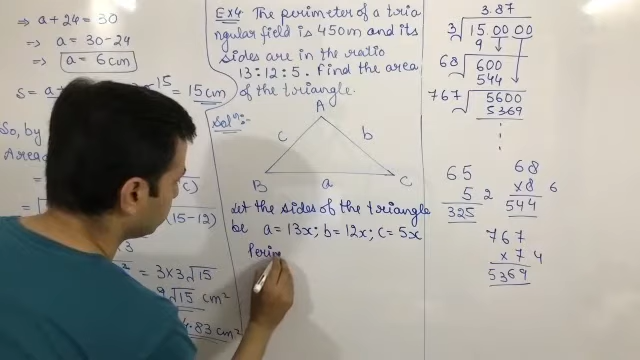 ⇒ a + 24 = 30
⇒ a = 30 - 24
⇒ a = 6 cm
15
= 15 cm
So, by
Area
c)
(15-12)
= 3×3√15
√15 cm²
.83 cm²
Ex 4 The perimeter of a tria
ngular field is 450m and its
sides are in the ratio
13:12:5. Find the area
of the triangle.
Solⁿ:-
A
c b
B a C
Let the sides of the triangle
be a = 13x; b = 12x; c = 5x
Perim
3.87
3 15.00 00
9
68 600
544
767 5600
5369
65
5 2
325
68
×8 6
544
767
×7 4
5369